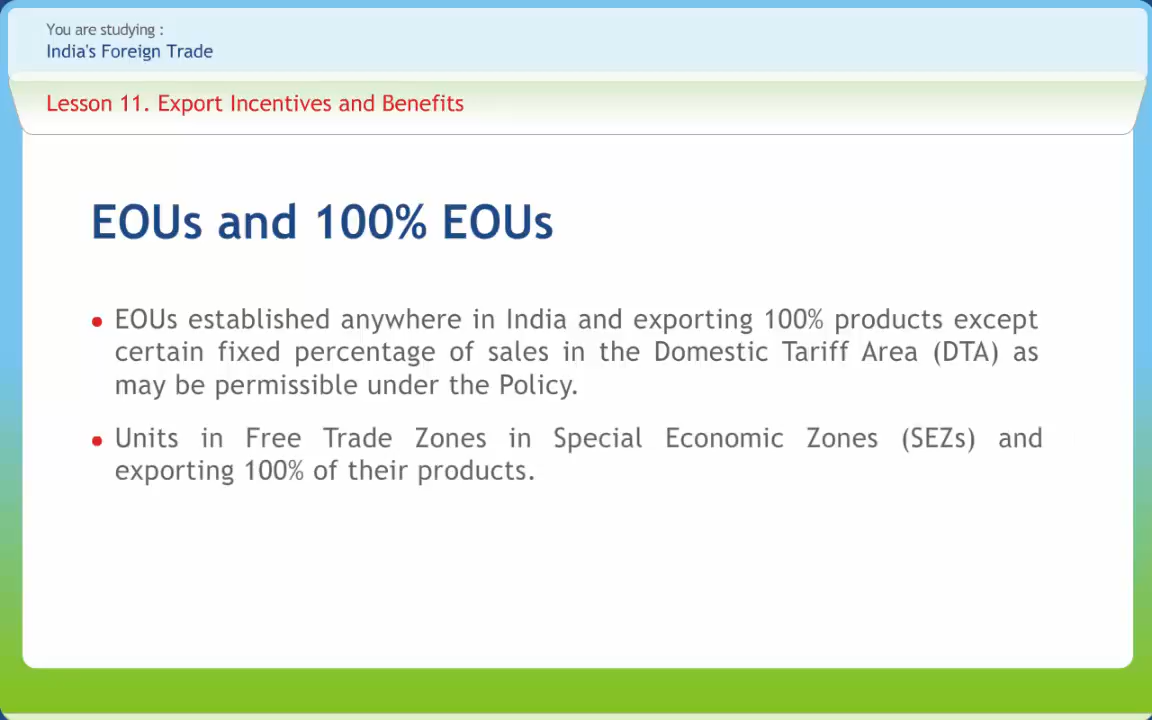 You are studying :
India's Foreign Trade
Lesson 11. Export Incentives and Benefits
EOUs and 100% EOUs
• EOUs established anywhere in India and exporting 100% products except
certain fixed percentage of sales in the Domestic Tariff Area (DTA) as
may be permissible under the Policy.
• Units in Free Trade Zones in Special Economic Zones (SEZs) and
exporting 100% of their products.